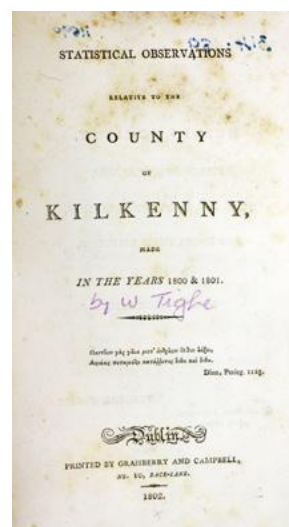 STATISTICAL OBSERVATIONS
RELATIVE TO THE
COUNTY
OF
KILKENNY,
MADE
IN THE YEARS 1800 & 1801.
by W Tighe
Dion, Perieg. 1125.
Dublin
PRINTED BY GRAISBERRY AND CAMPBELL,
NO. 10, BACK-LANE.
1802.